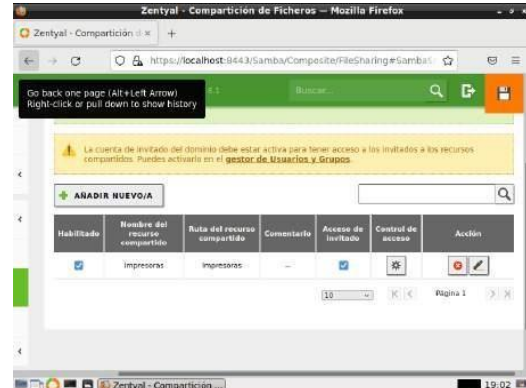 Zentyal - Compartición de Ficheros — Mozilla Firefox
Zentyal - Compartición d
https://localhost:8443/Samba/Composite/FileSharing#Samba
Go back one page (Alt+Left Arrow)
Right-click or pull down to show history
Buscar...
La cuenta de invitado del dominio debe estar activa para tener acceso a los invitados a los recursos
compartidos. Puedes activarlo en el gestor de Usuarios y Grupos.
AÑADIR NUEVO/A
Habilitado Nombre del recurso compartido Ruta del recurso compartido Comentario Acceso de invitado Control de acceso Acción
impresoras impresoras --
10 Página 1
Zentyal - Compartición ... 19:02